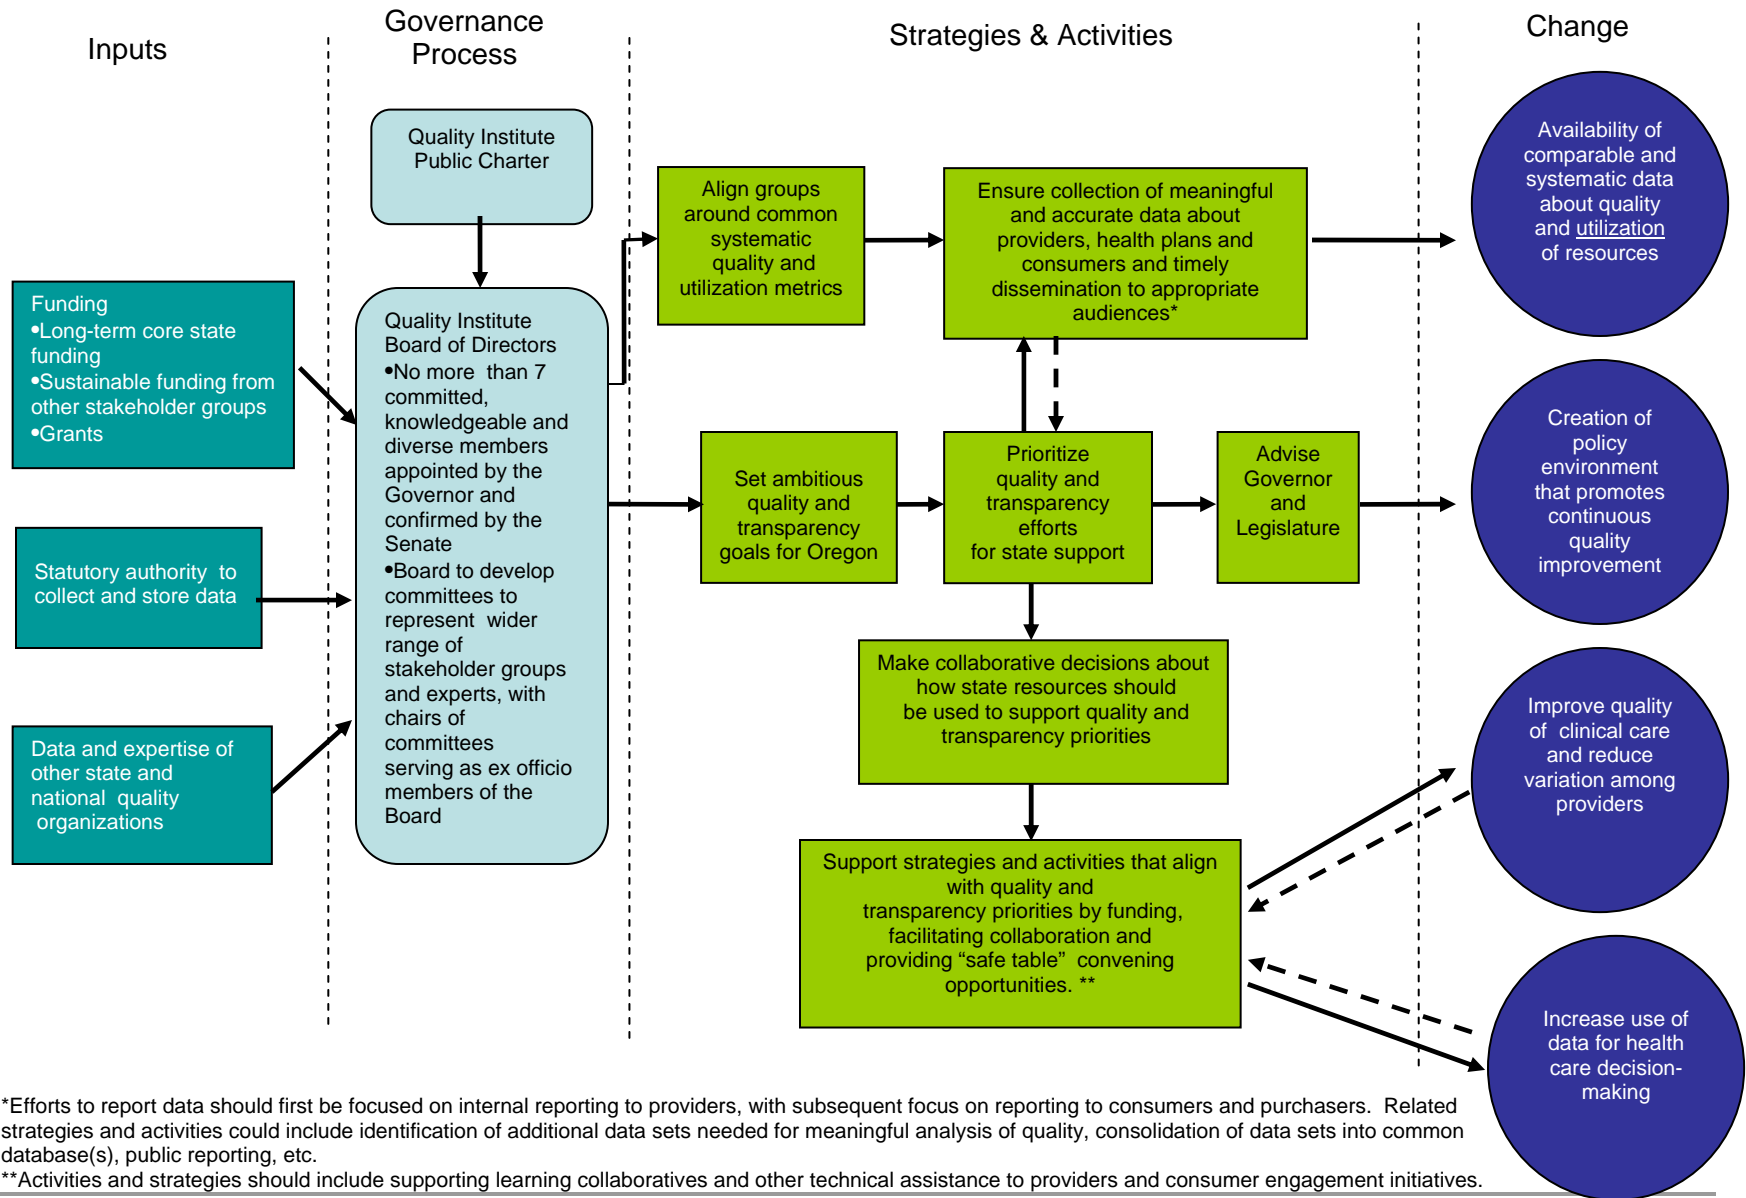 Inputs
Governance
Process
Strategies & Activities
Change
Quality Institute
Public Charter
Funding
•Long-term core state
funding
•Sustainable funding from
other stakeholder groups
•Grants
Statutory authority to
collect and store data
Data and expertise of
other state and
national quality
organizations
Quality Institute
Board of Directors
•No more than 7
committed,
knowledgeable and
diverse members
appointed by the
Governor and
confirmed by the
Senate
•Board to develop
committees to
represent wider
range of
stakeholder groups
and experts, with
chairs of
committees
serving as ex officio
members of the
Board
Align groups
around common
systematic
quality and
utilization metrics
Ensure collection of meaningful
and accurate data about
providers, health plans and
consumers and timely
dissemination to appropriate
audiences*
Set ambitious
quality and
transparency
goals for Oregon
Prioritize
quality and
transparency
efforts
for state support
Advise
Governor
and
Legislature
Make collaborative decisions about
how state resources should
be used to support quality and
transparency priorities
Support strategies and activities that align
with quality and
transparency priorities by funding,
facilitating collaboration and
providing “safe table” convening
opportunities. **
Availability of
comparable and
systematic data
about quality
and utilization
of resources
Creation of
policy
environment
that promotes
continuous
quality
improvement
Improve quality
of clinical care
and reduce
variation among
providers
Increase use of
data for health
care decision-
making
*Efforts to report data should first be focused on internal reporting to providers, with subsequent focus on reporting to consumers and purchasers. Related
strategies and activities could include identification of additional data sets needed for meaningful analysis of quality, consolidation of data sets into common
database(s), public reporting, etc.
**Activities and strategies should include supporting learning collaboratives and other technical assistance to providers and consumer engagement initiatives.